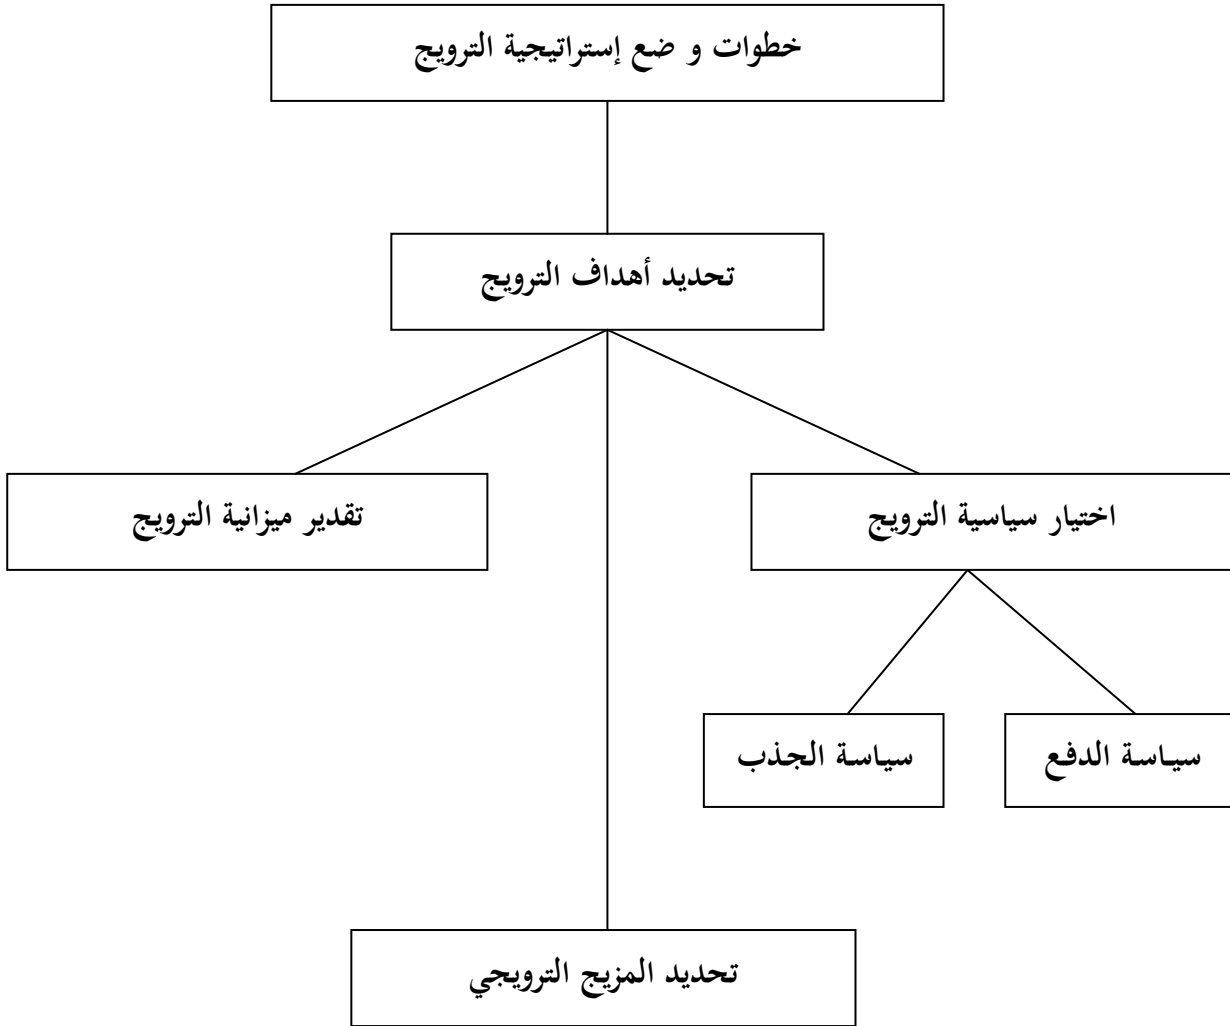 خطوات و ضع إستراتيجية الترويج
تحديد أهداف الترويج
اختيار سياسية الترويج
تقدير ميزانية الترويج
سياسة الدفع
سياسة الجذب
تحديد المزيج الترويجي